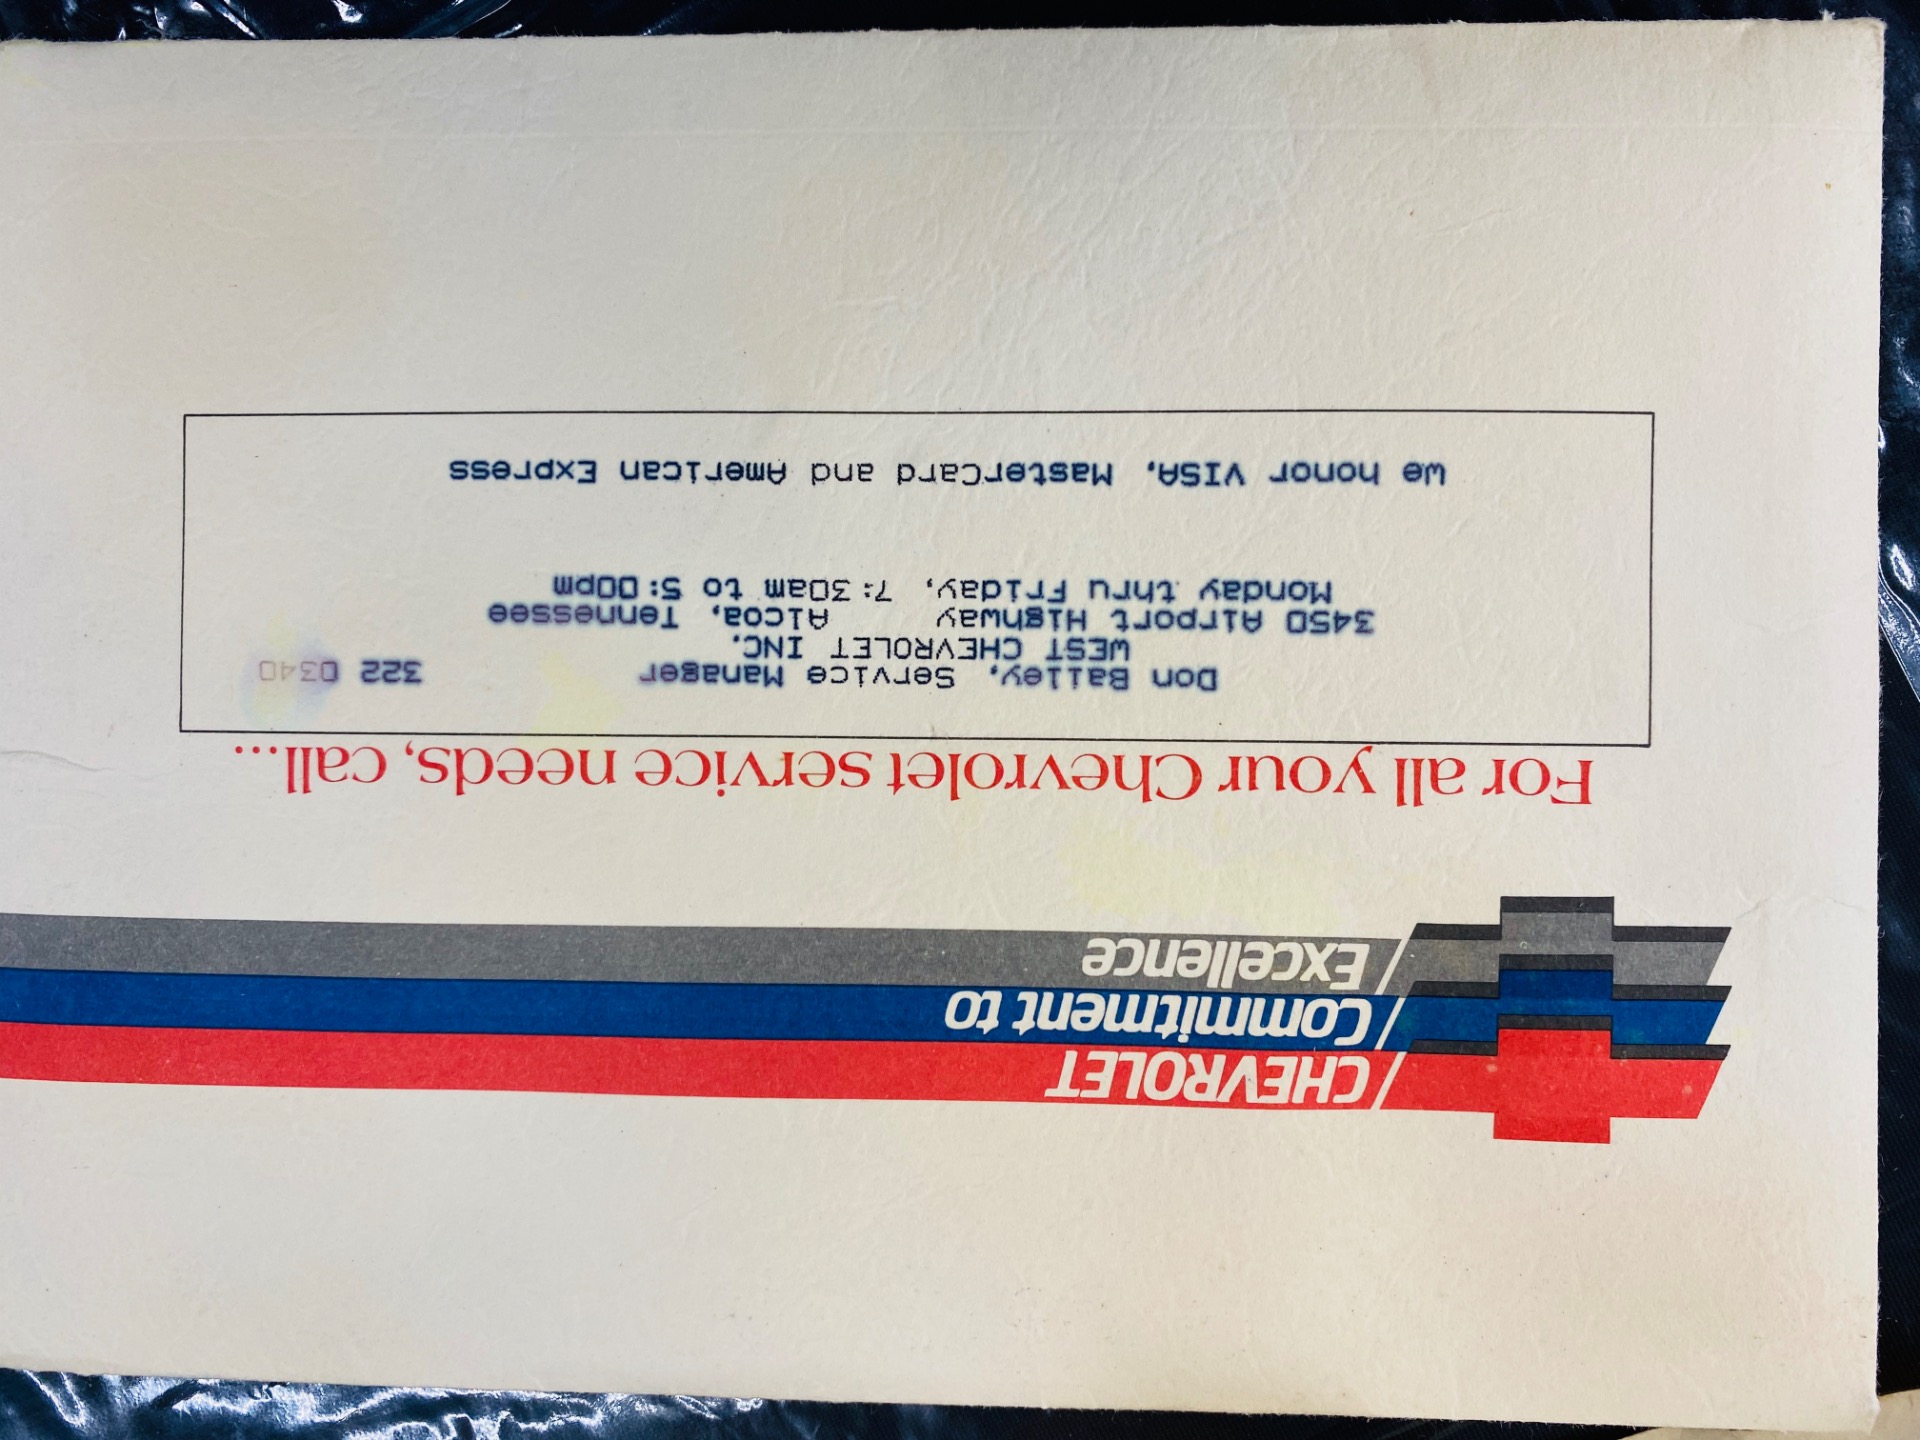 CHEVROLET
Commitment to
Excellence
For all your Chevrolet service needs, call...
Don Bailey, Service Manager 322 0340
WEST CHEVROLET INC.
3450 Airport Highway Alcoa, Tennessee
Monday thru Friday, 7:30am to 5:00pm
We honor VISA, MasterCard and American Express